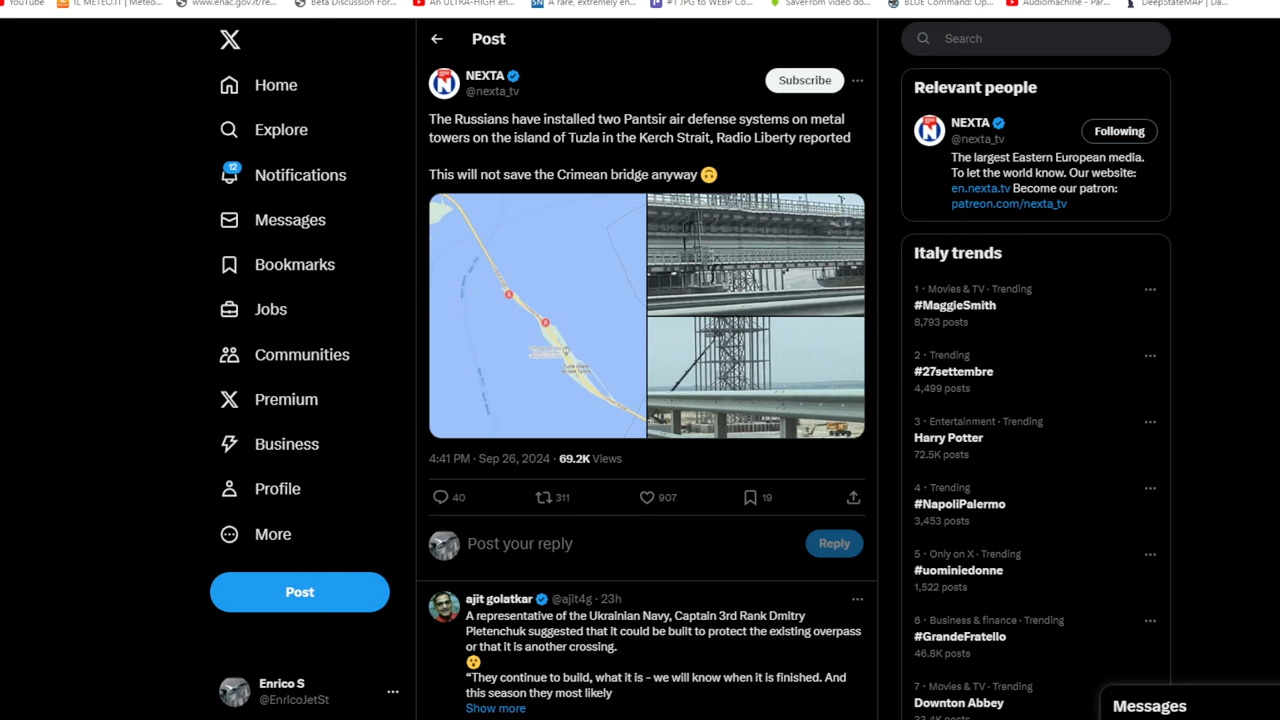 YouTube
IL METEO.IT | Meteo...
www.enac.gov.it/re...
Beta Discussion For...
An ULTRA-HIGH en...
SN A rare, extremely en...
#1 JPG to WEBP Co...
SaveFrom video do...
BLUE Command: Op...
Audiomachine - Par...
DeepStateMAP | Da...
Home
Explore
12
Notifications
Messages
Bookmarks
Jobs
Communities
Premium
Business
Profile
More
Post
Enrico S
@EnricoJetSt
Post
NEXTA
@nexta_tv
Subscribe
The Russians have installed two Pantsir air defense systems on metal
towers on the island of Tuzla in the Kerch Strait, Radio Liberty reported
This will not save the Crimean bridge anyway 🙃
4:41 PM · Sep 26, 2024 · 69.2K Views
40 311 907 19
Post your reply
Reply
ajit golatkar @ajit4g · 23h
A representative of the Ukrainian Navy, Captain 3rd Rank Dmitry
Pletenchuk suggested that it could be built to protect the existing overpass
or that it is another crossing.
😮
“They continue to build, what it is – we will know when it is finished. And
this season they most likely
Show more
Search
Relevant people
NEXTA
@nexta_tv
Following
The largest Eastern European media.
To let the world know. Our website:
en.nexta.tv Become our patron:
patreon.com/nexta_tv
Italy trends
1 · Movies & TV · Trending
#MaggieSmith
8,793 posts
2 · Trending
#27settembre
4,499 posts
3 · Entertainment · Trending
Harry Potter
72.5K posts
4 · Trending
#NapoliPalermo
3,453 posts
5 · Only on X · Trending
#uominiedonne
1,522 posts
6 · Business & finance · Trending
#GrandeFratello
46.8K posts
7 · Movies & TV · Trending
Downton Abbey
Messages